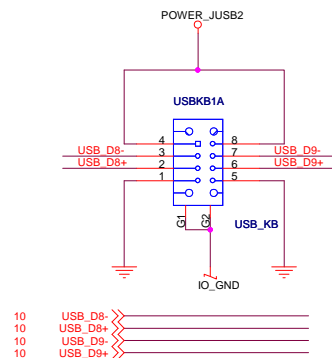 POWER_JUSB2
USBKB1A
4 8
USB_D8- 3 7 USB_D9-
USB_D8+ 2 6 USB_D9+
1 5
G1 G2
USB_KB
IO_GND
10 USB_D8-
10 USB_D8+
10 USB_D9-
10 USB_D9+